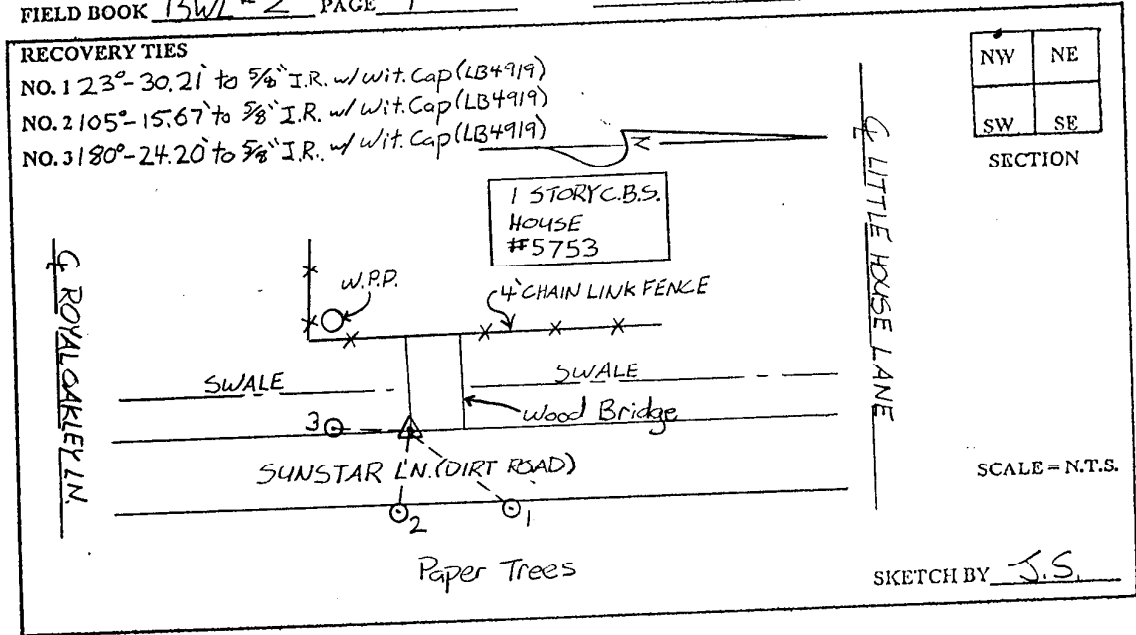 FIELD BOOK BWL #2 PAGE
RECOVERY TIES
NO. 1 23°-30.21' to 5/8" I.R. w/ Wit. Cap (LB4919)
NO. 2 105°-15.67' to 5/8" I.R. w/ Wit. Cap (LB4919)
NO. 3 180°-24.20' to 5/8" I.R. w/ Wit. Cap (LB4919)
NW NE
SW SE
SECTION
N
1 STORY C.B.S.
HOUSE
#5753
℄ LITTLE HOUSE LANE
℄ ROYAL OAKLEY LN.
W.P.P.
4' CHAIN LINK FENCE
SWALE
SWALE
Wood Bridge
3
SUNSTAR LN. (DIRT ROAD)
2
1
SCALE = N.T.S.
Paper Trees
SKETCH BY J.S.